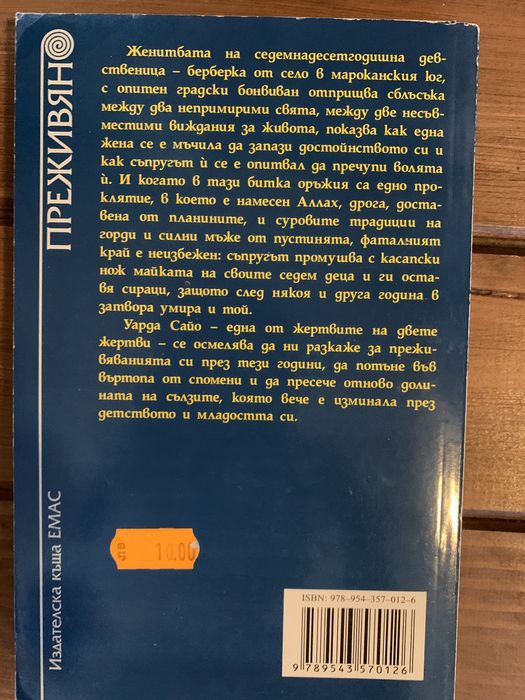 Женитбата на седемнадесетгодишна дев-
ственица – берберка от село в мароканския юг,
с опитен градски бонвиван отприщва сблъсъка
между два непримирими свята, между две несъв-
местими виждания за живота, показва как една
жена се е мъчила да запази достойнството си и
как съпругът ѝ се е опитвал да пречупи волята
ѝ. И когато в тази битка оръжия са едно про-
клятие, в което е намесен Аллах, дрога, доста-
вена от планините, и суровите традиции на
горди и силни мъже от пустинята, фаталният
край е неизбежен: съпругът промушва с касапски
нож майката на своите седем деца и ги оста-
вя сираци, защото след някоя и друга година в
затвора умира и той.
Уарда Сайо – една от жертвите на двете
жертви – се осмелява да ни разкаже за прежи-
вяванията си през тези години, да потъне във
въртопа от спомени и да пресече отново доли-
ната на сълзите, която вече е изминала през
детството и младостта си.
ПРЕЖИВЯНО
Издателска къща ЕМАС
лв 10.00
ISBN: 978-954-357-012-6
9 789543 570126